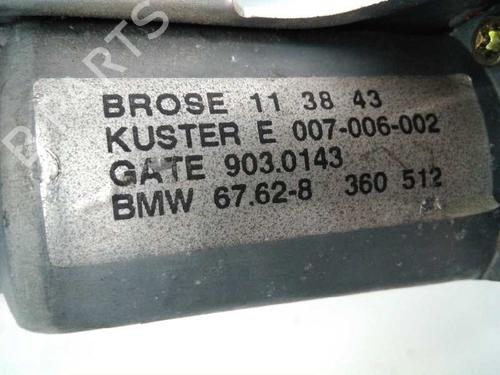 BROSE 11 38 43
KUSTER E 007-006-002
GATE 903.0143
BMW 67.62-8 360 512